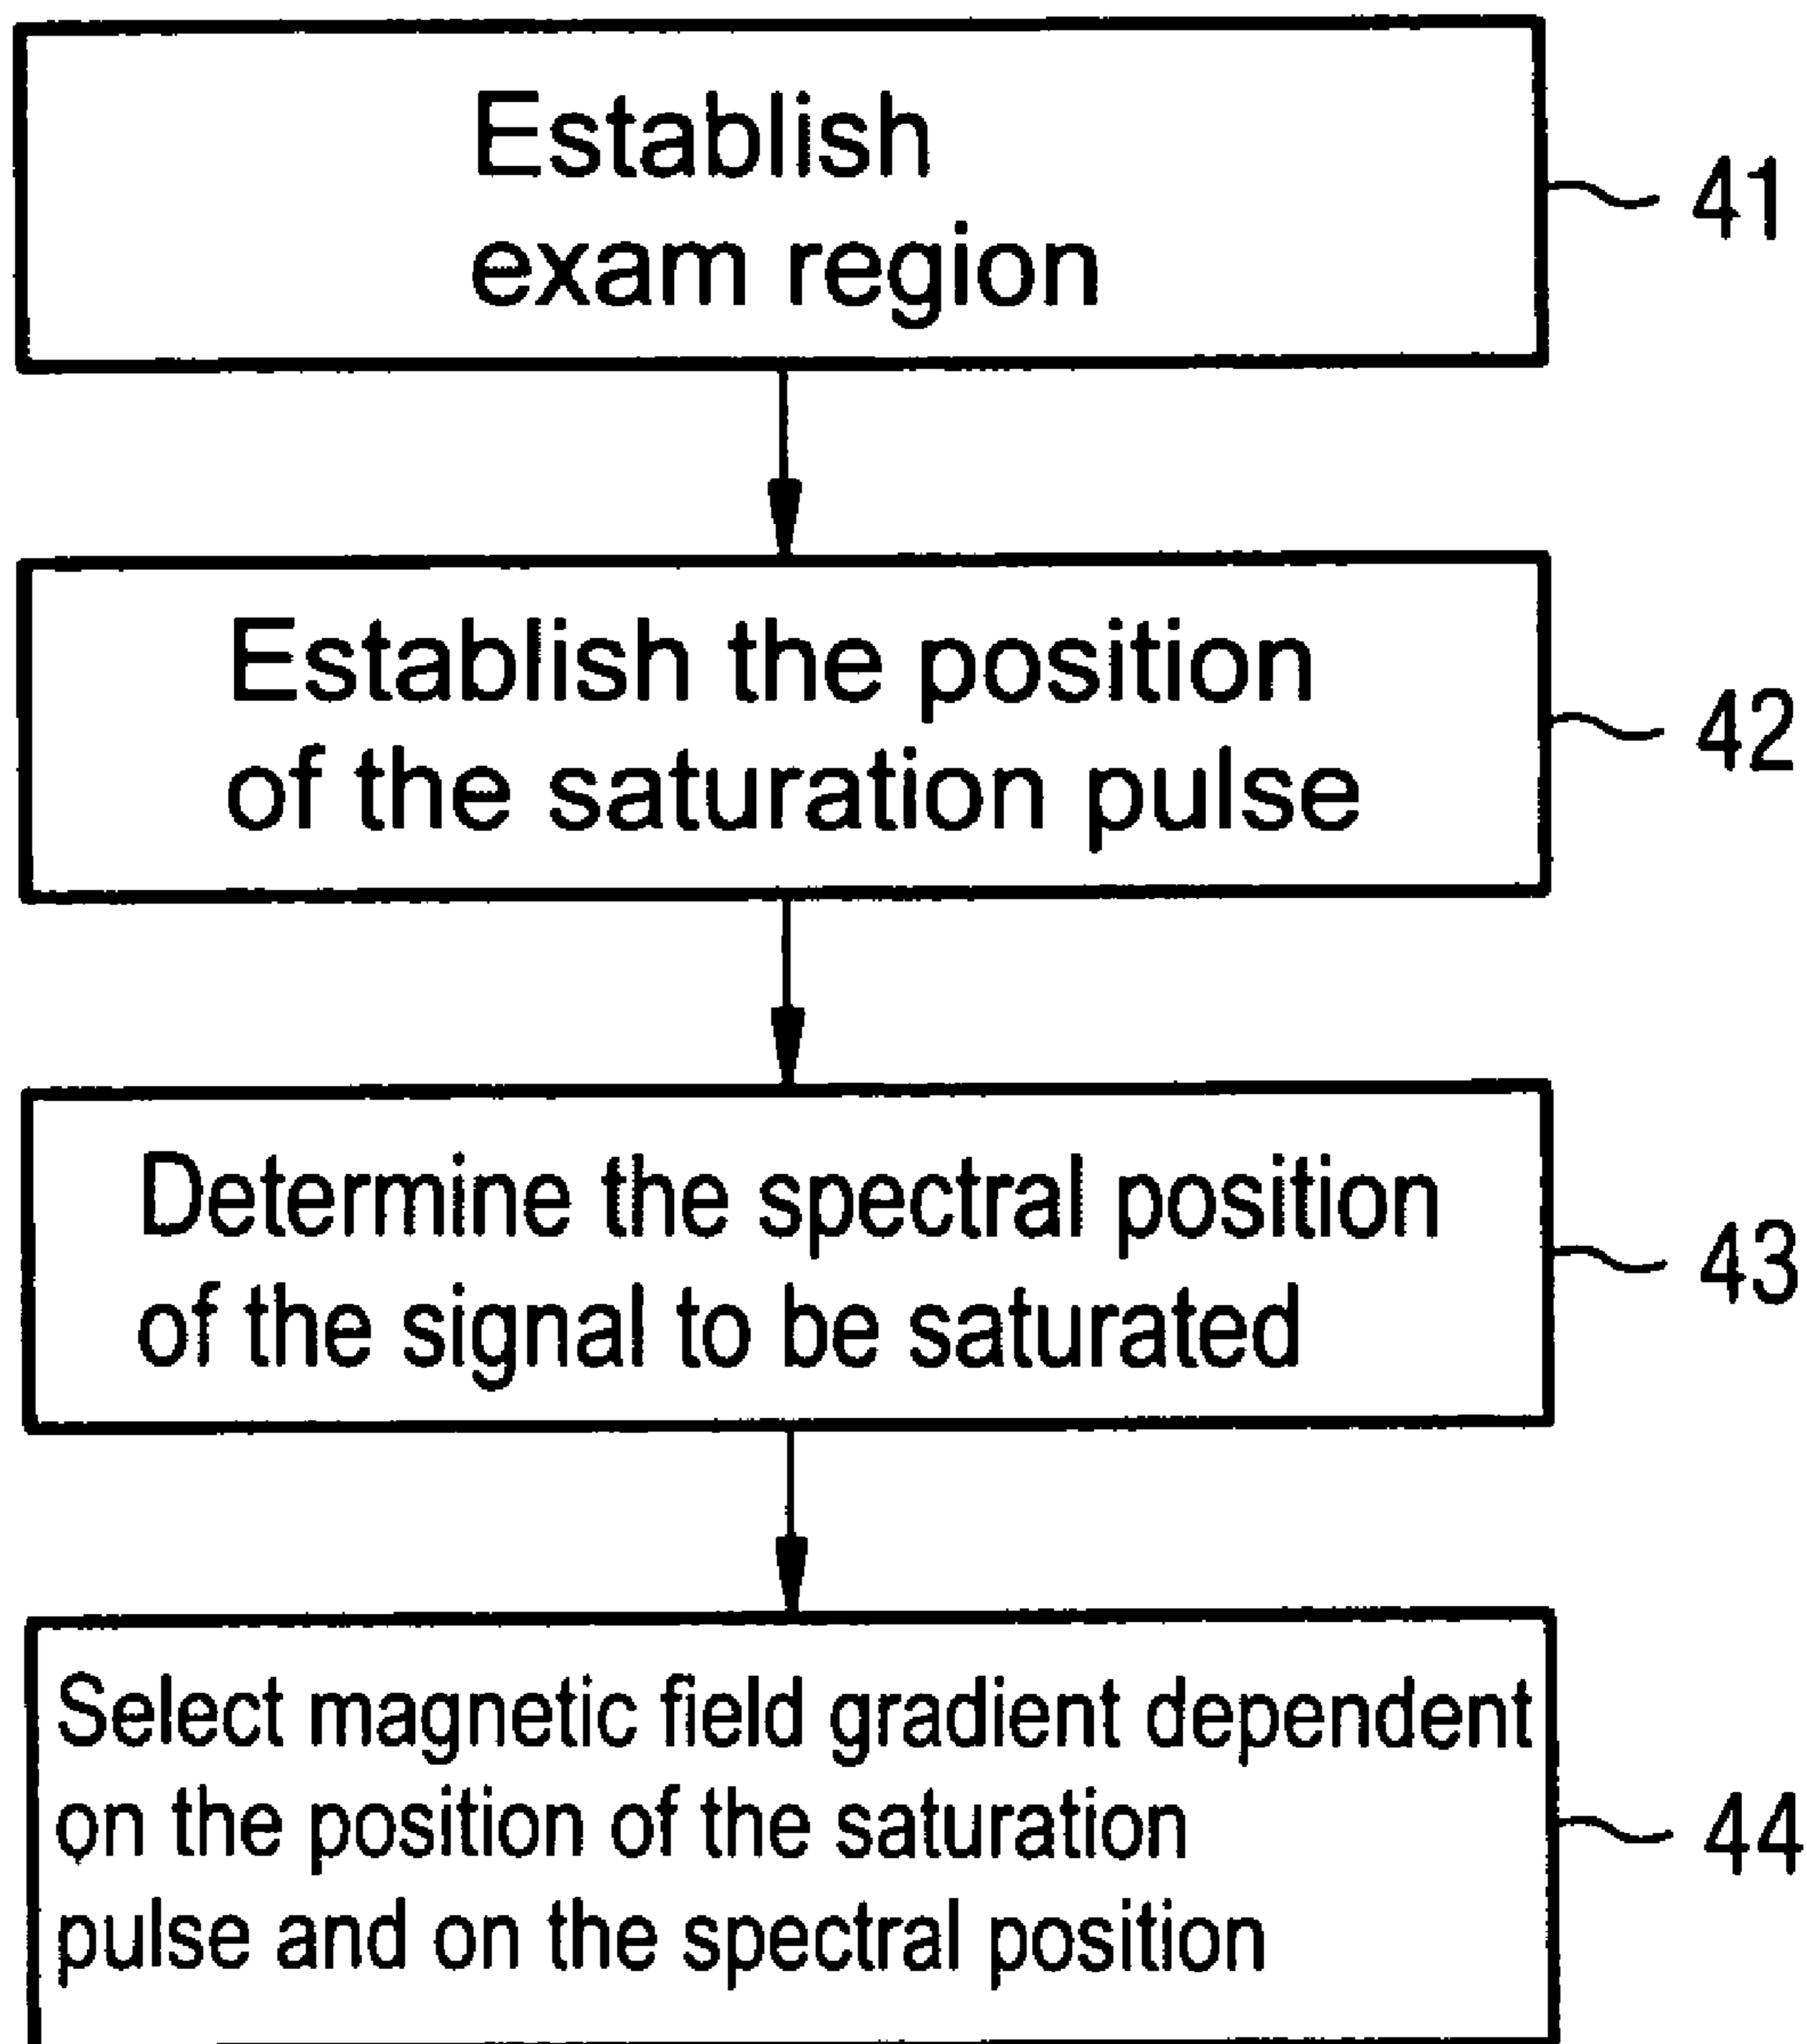 Establish
exam region
41
Establish the position
of the saturation pulse
42
Determine the spectral position
of the signal to be saturated
43
Select magnetic field gradient dependent
on the position of the saturation
pulse and on the spectral position
44